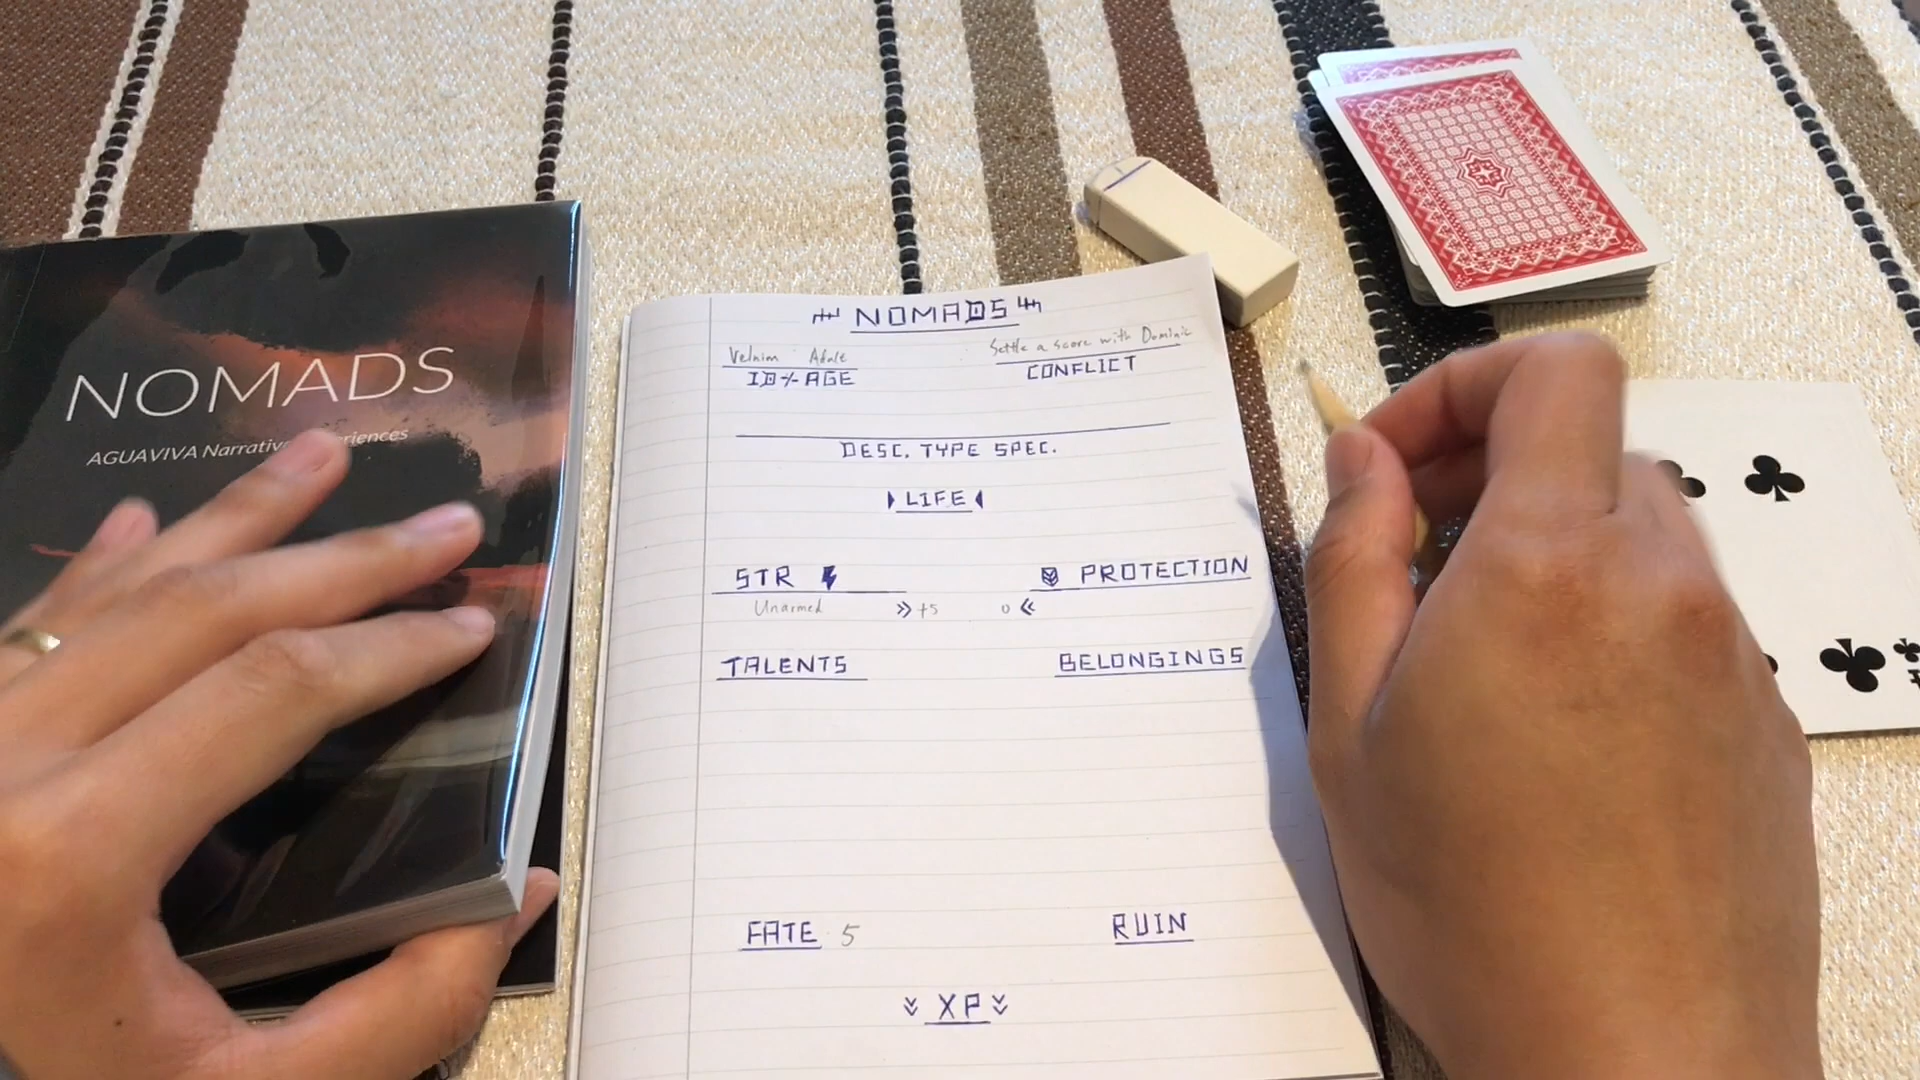 NOMADS
AGUAVIVA Narrative
NOMADS
Velnim Adale
ID/AGE
Settle a score with Dominic
CONFLICT
DESC. TYPE SPEC.
LIFE
STR
PROTECTION
Unarmed >> +5
0 <<
TALENTS
BELONGINGS
FATE 5
RUIN
XP